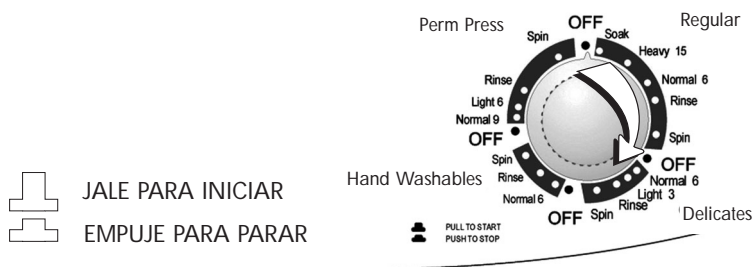 Perm Press
OFF
Regular
Spin
Soak
Heavy 15
Rinse
Normal 6
Light 6
Rinse
Normal 9
OFF
Spin
OFF
Spin
Hand Washables
Rinse
Normal 6
Light 3
Normal 6
Rinse
Delicates
OFF
Spin
JALE PARA INICIAR
EMPUJE PARA PARAR
PULL TO START
PUSH TO STOP